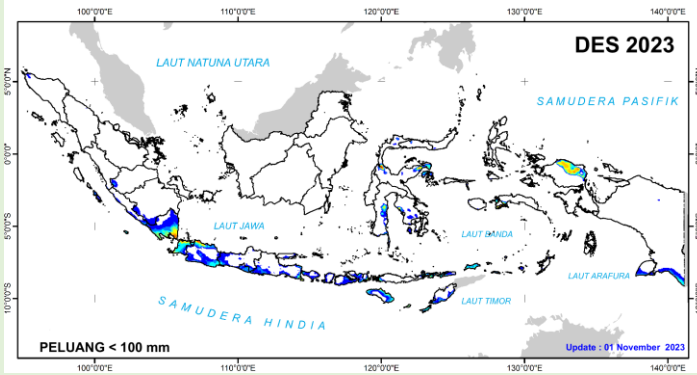 100°0'0"E 110°0'0"E 120°0'0"E 130°0'0"E 140°0'0"E
DES 2023
LAUT NATUNA UTARA
5°0'0"N
SAMUDERA PASIFIK
0°0'0"
5°0'0"S
LAUT JAWA
LAUT BANDA
LAUT ARAFURA
10°0'0"S
LAUT TIMOR
SAMUDERA HINDIA
PELUANG < 100 mm
Update : 01 November 2023
100°0'0"E 110°0'0"E 120°0'0"E 130°0'0"E 140°0'0"E